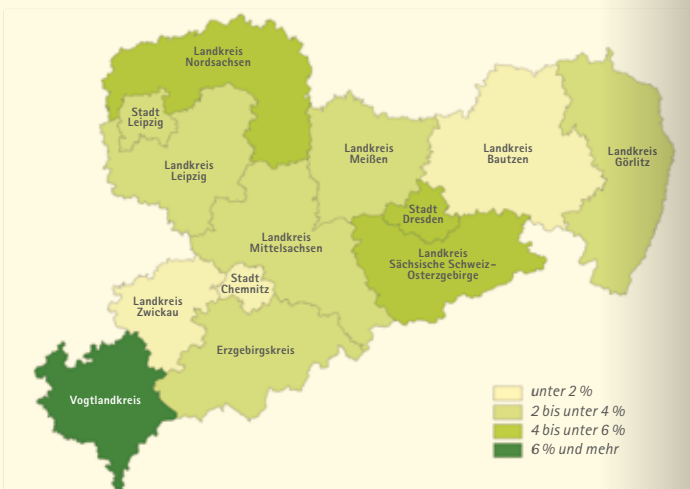 Landkreis
Nordsachsen
Stadt
Leipzig
Landkreis
Leipzig
Landkreis
Meißen
Landkreis
Bautzen
Landkreis
Görlitz
Stadt
Dresden
Landkreis
Mittelsachsen
Landkreis
Sächsische Schweiz-
Osterzgebirge
Stadt
Chemnitz
Landkreis
Zwickau
Erzgebirgskreis
Vogtlandkreis
unter 2 %
2 bis unter 4 %
4 bis unter 6 %
6 % und mehr